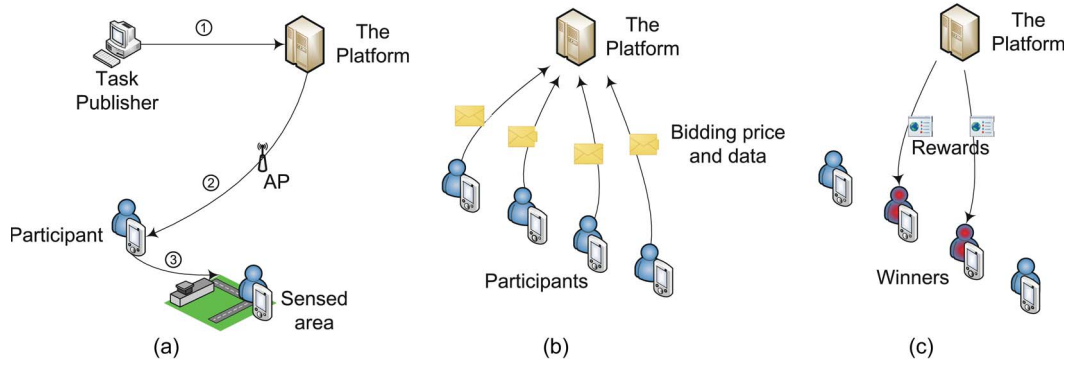 ①
The
Platform
Task
Publisher
②
AP
Participant
③
Sensed
area
(a)
The
Platform
Bidding price
and data
Participants
(b)
The
Platform
Rewards
Winners
(c)